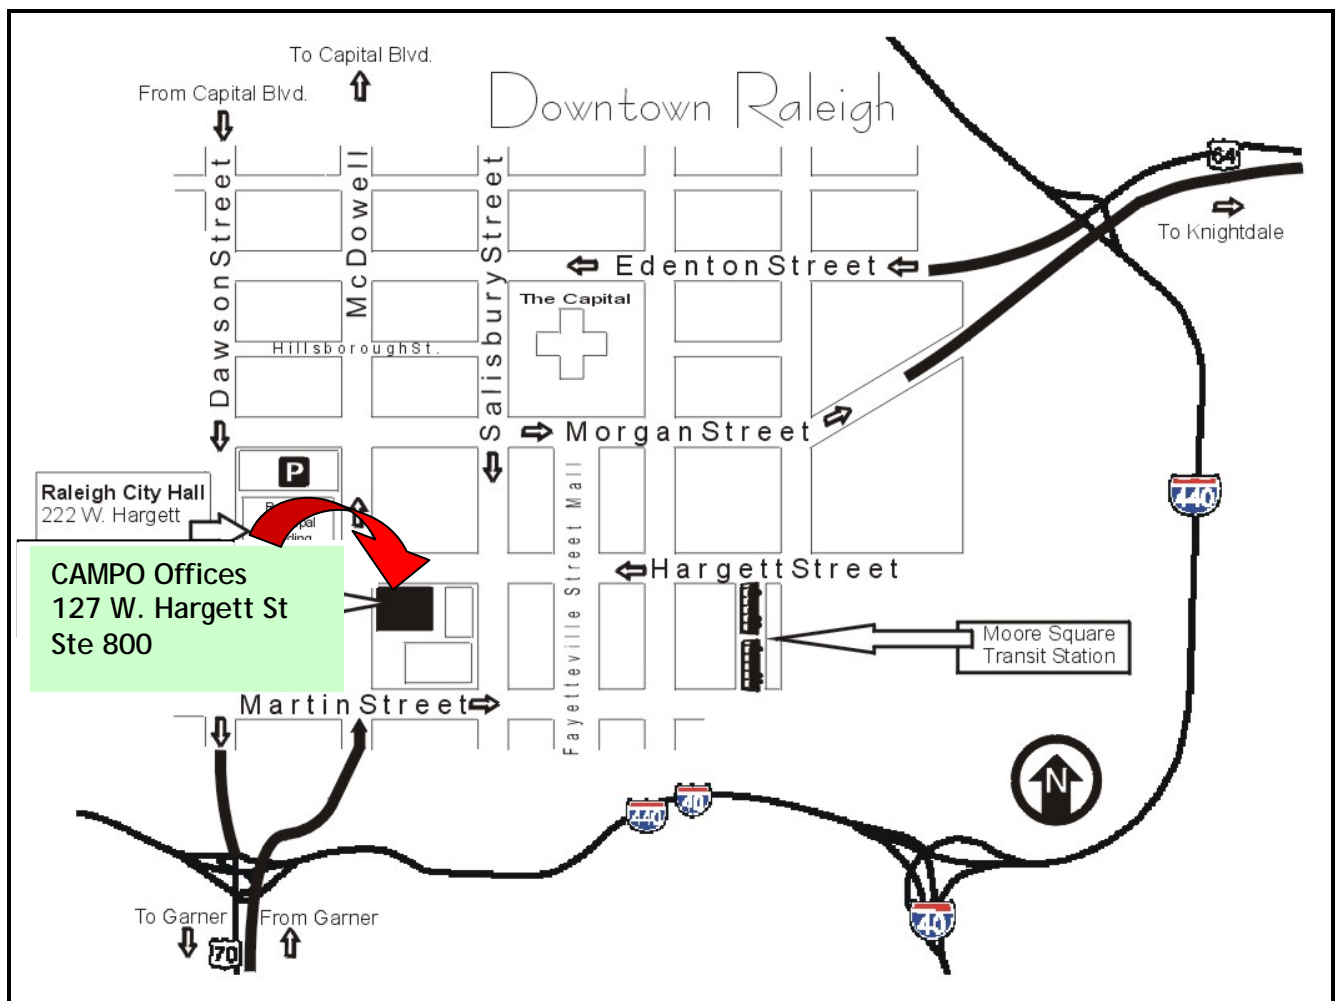 To Capital Blvd.
From Capital Blvd.
Downtown Raleigh
Dawson Street
McDowell
Salisbury Street
64
To Knightdale
Edenton Street
The Capital
Hillsborough St.
Morgan Street
P
Raleigh City Hall
222 W. Hargett
440
Fayetteville Street Mall
Hargett Street
CAMPO Offices
127 W. Hargett St
Ste 800
Moore Square
Transit Station
Martin Street
N
440
40
To Garner
From Garner
70
40